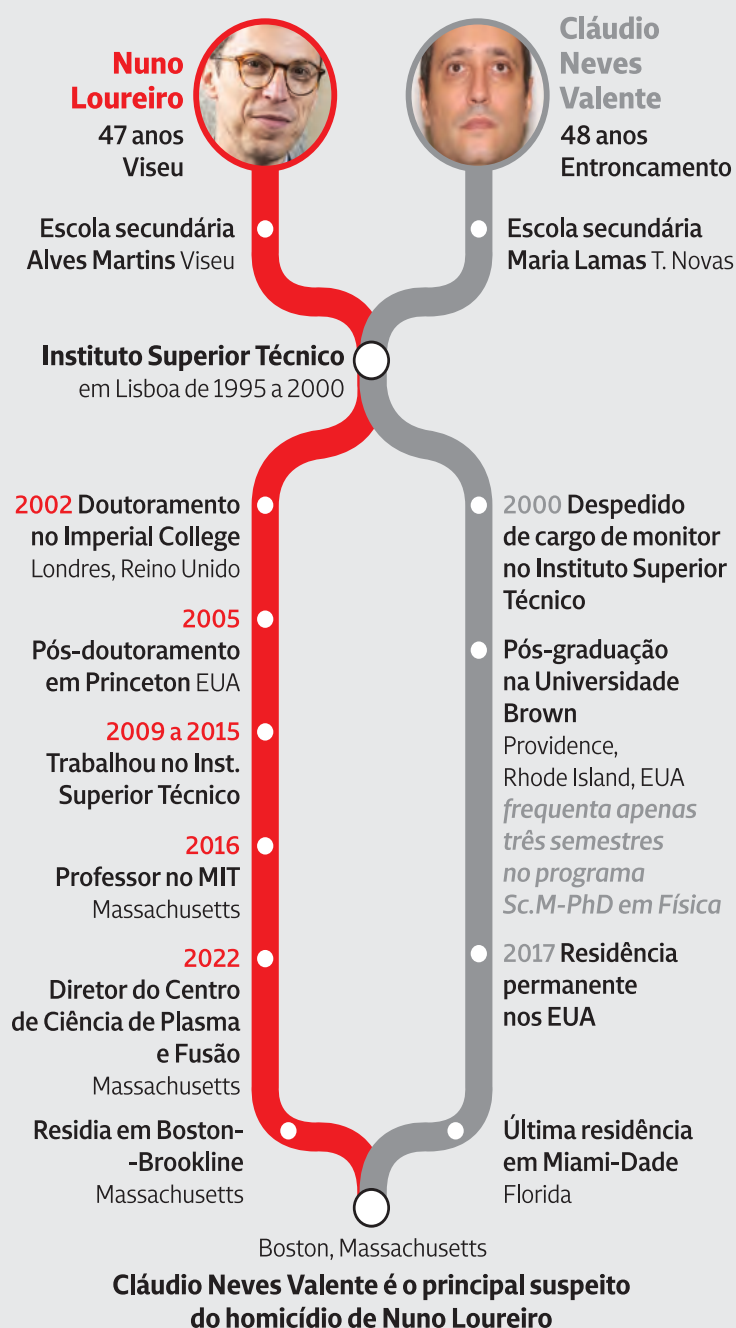 Nuno
Loureiro
47 anos
Viseu
Cláudio
Neves
Valente
48 anos
Entroncamento
Escola secundária
Alves Martins Viseu
Escola secundária
Maria Lamas T. Novas
Instituto Superior Técnico
em Lisboa de 1995 a 2000
2002 Doutoramento
no Imperial College
Londres, Reino Unido
2005
Pós-doutoramento
em Princeton EUA
2009 a 2015
Trabalhou no Inst.
Superior Técnico
2016
Professor no MIT
Massachusetts
2022
Diretor do Centro
de Ciência de Plasma
e Fusão
Massachusetts
Residia em Boston-
-Brookline
Massachusetts
2000 Despedido
de cargo de monitor
no Instituto Superior
Técnico
Pós-graduação
na Universidade
Brown
Providence,
Rhode Island, EUA
frequenta apenas
três semestres
no programa
Sc.M-PhD em Física
2017 Residência
permanente
nos EUA
Última residência
em Miami-Dade
Florida
Boston, Massachusetts
Cláudio Neves Valente é o principal suspeito
do homicídio de Nuno Loureiro